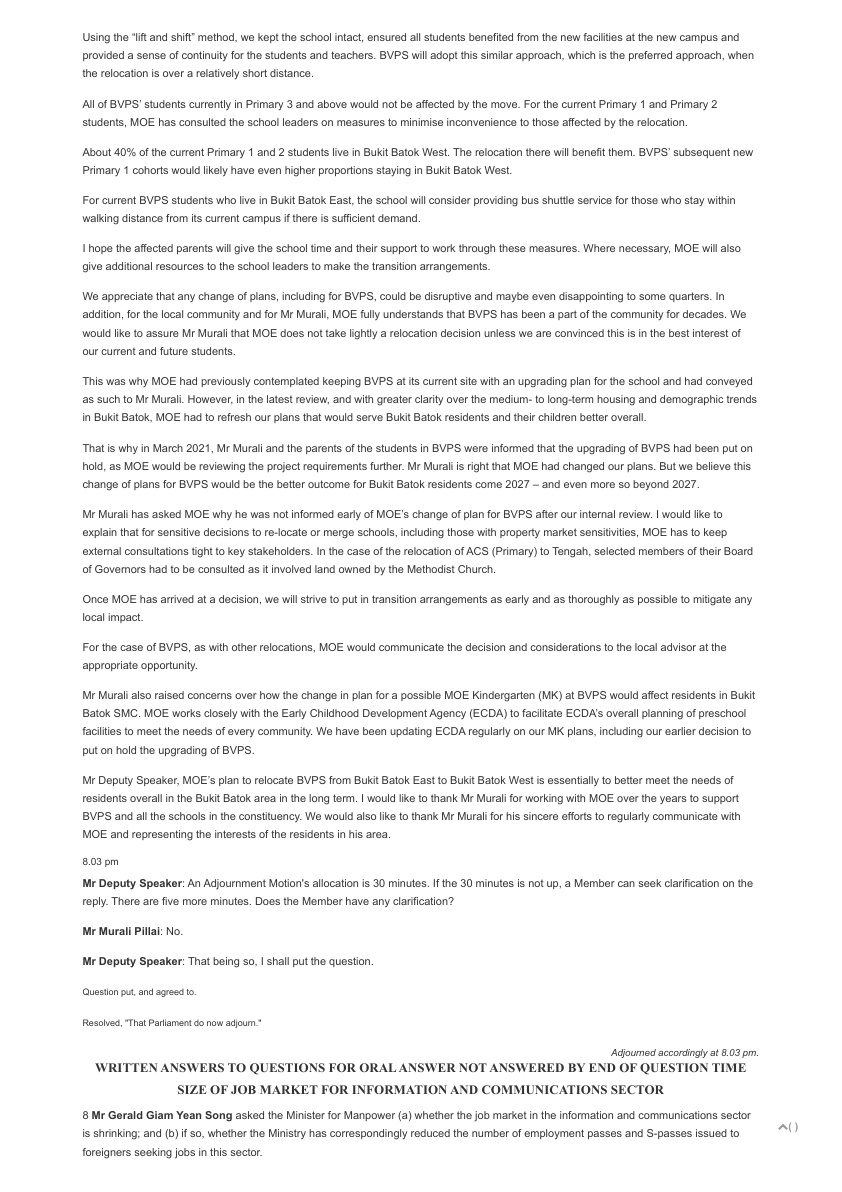 Using the “lift and shift” method, we kept the school intact, ensured all students benefited from the new facilities at the new campus and
provided a sense of continuity for the students and teachers. BVPS will adopt this similar approach, which is the preferred approach, when
the relocation is over a relatively short distance.
All of BVPS’ students currently in Primary 3 and above would not be affected by the move. For the current Primary 1 and Primary 2
students, MOE has consulted the school leaders on measures to minimise inconvenience to those affected by the relocation.
About 40% of the current Primary 1 and 2 students live in Bukit Batok West. The relocation there will benefit them. BVPS’ subsequent new
Primary 1 cohorts would likely have even higher proportions staying in Bukit Batok West.
For current BVPS students who live in Bukit Batok East, the school will consider providing bus shuttle service for those who stay within
walking distance from its current campus if there is sufficient demand.
I hope the affected parents will give the school time and their support to work through these measures. Where necessary, MOE will also
give additional resources to the school leaders to make the transition arrangements.
We appreciate that any change of plans, including for BVPS, could be disruptive and maybe even disappointing to some quarters. In
addition, for the local community and for Mr Murali, MOE fully understands that BVPS has been a part of the community for decades. We
would like to assure Mr Murali that MOE does not take lightly a relocation decision unless we are convinced this is in the best interest of
our current and future students.
This was why MOE had previously contemplated keeping BVPS at its current site with an upgrading plan for the school and had conveyed
as such to Mr Murali. However, in the latest review, and with greater clarity over the medium- to long-term housing and demographic trends
in Bukit Batok, MOE had to refresh our plans that would serve Bukit Batok residents and their children better overall.
That is why in March 2021, Mr Murali and the parents of the students in BVPS were informed that the upgrading of BVPS had been put on
hold, as MOE would be reviewing the project requirements further. Mr Murali is right that MOE had changed our plans. But we believe this
change of plans for BVPS would be the better outcome for Bukit Batok residents come 2027 – and even more so beyond 2027.
Mr Murali has asked MOE why he was not informed early of MOE’s change of plan for BVPS after our internal review. I would like to
explain that for sensitive decisions to re-locate or merge schools, including those with property market sensitivities, MOE has to keep
external consultations tight to key stakeholders. In the case of the relocation of ACS (Primary) to Tengah, selected members of their Board
of Governors had to be consulted as it involved land owned by the Methodist Church.
Once MOE has arrived at a decision, we will strive to put in transition arrangements as early and as thoroughly as possible to mitigate any
local impact.
For the case of BVPS, as with other relocations, MOE would communicate the decision and considerations to the local advisor at the
appropriate opportunity.
Mr Murali also raised concerns over how the change in plan for a possible MOE Kindergarten (MK) at BVPS would affect residents in Bukit
Batok SMC. MOE works closely with the Early Childhood Development Agency (ECDA) to facilitate ECDA’s overall planning of preschool
facilities to meet the needs of every community. We have been updating ECDA regularly on our MK plans, including our earlier decision to
put on hold the upgrading of BVPS.
Mr Deputy Speaker, MOE’s plan to relocate BVPS from Bukit Batok East to Bukit Batok West is essentially to better meet the needs of
residents overall in the Bukit Batok area in the long term. I would like to thank Mr Murali for working with MOE over the years to support
BVPS and all the schools in the constituency. We would also like to thank Mr Murali for his sincere efforts to regularly communicate with
MOE and representing the interests of the residents in his area.
8.03 pm
Mr Deputy Speaker: An Adjournment Motion's allocation is 30 minutes. If the 30 minutes is not up, a Member can seek clarification on the
reply. There are five more minutes. Does the Member have any clarification?
Mr Murali Pillai: No.
Mr Deputy Speaker: That being so, I shall put the question.
Question put, and agreed to.
Resolved, "That Parliament do now adjourn."
Adjourned accordingly at 8.03 pm.
WRITTEN ANSWERS TO QUESTIONS FOR ORAL ANSWER NOT ANSWERED BY END OF QUESTION TIME
SIZE OF JOB MARKET FOR INFORMATION AND COMMUNICATIONS SECTOR
8 Mr Gerald Giam Yean Song asked the Minister for Manpower (a) whether the job market in the information and communications sector
is shrinking; and (b) if so, whether the Ministry has correspondingly reduced the number of employment passes and S-passes issued to
foreigners seeking jobs in this sector.
( )